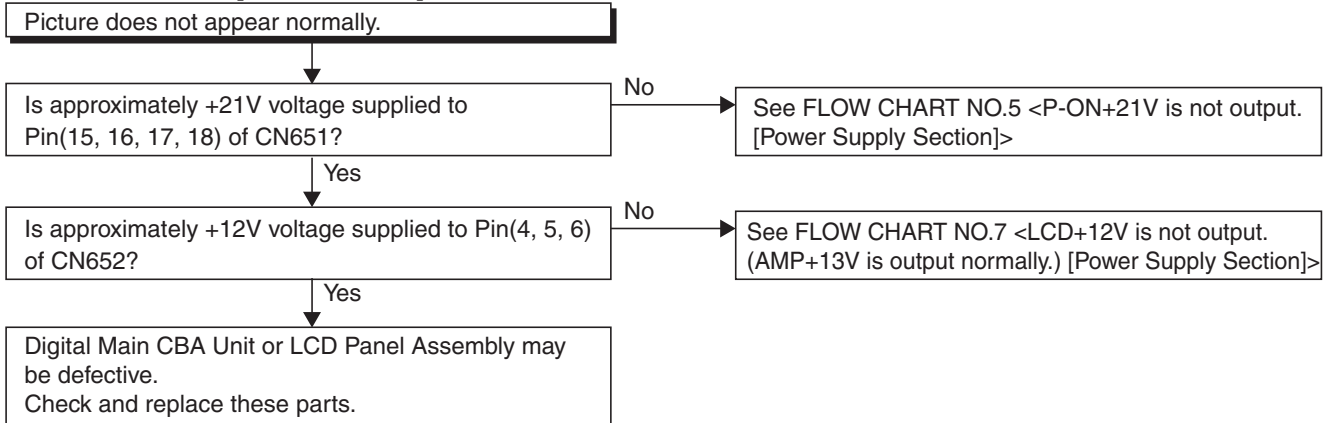 Picture does not appear normally.
Is approximately +21V voltage supplied to
Pin(15, 16, 17, 18) of CN651?
No
See FLOW CHART NO.5 <P-ON+21V is not output.
[Power Supply Section]>
Yes
Is approximately +12V voltage supplied to Pin(4, 5, 6)
of CN652?
No
See FLOW CHART NO.7 <LCD+12V is not output.
(AMP+13V is output normally.) [Power Supply Section]>
Yes
Digital Main CBA Unit or LCD Panel Assembly may
be defective.
Check and replace these parts.